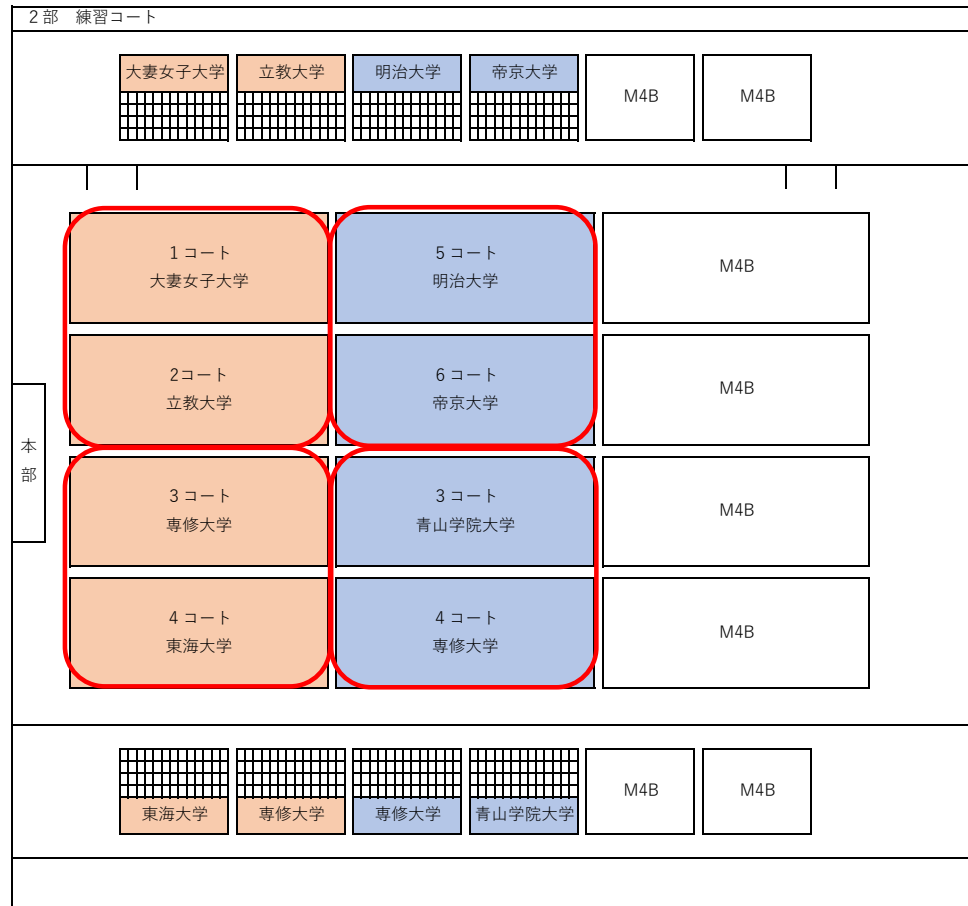 ２部　練習コート
大妻女子大学
立教大学
明治大学
帝京大学
M4B
M4B
1 コート
大妻女子大学
5 コート
明治大学
M4B
2コート
立教大学
6 コート
帝京大学
M4B
本
部
3 コート
専修大学
3 コート
青山学院大学
M4B
4 コート
東海大学
4 コート
専修大学
M4B
東海大学
専修大学
専修大学
青山学院大学
M4B
M4B